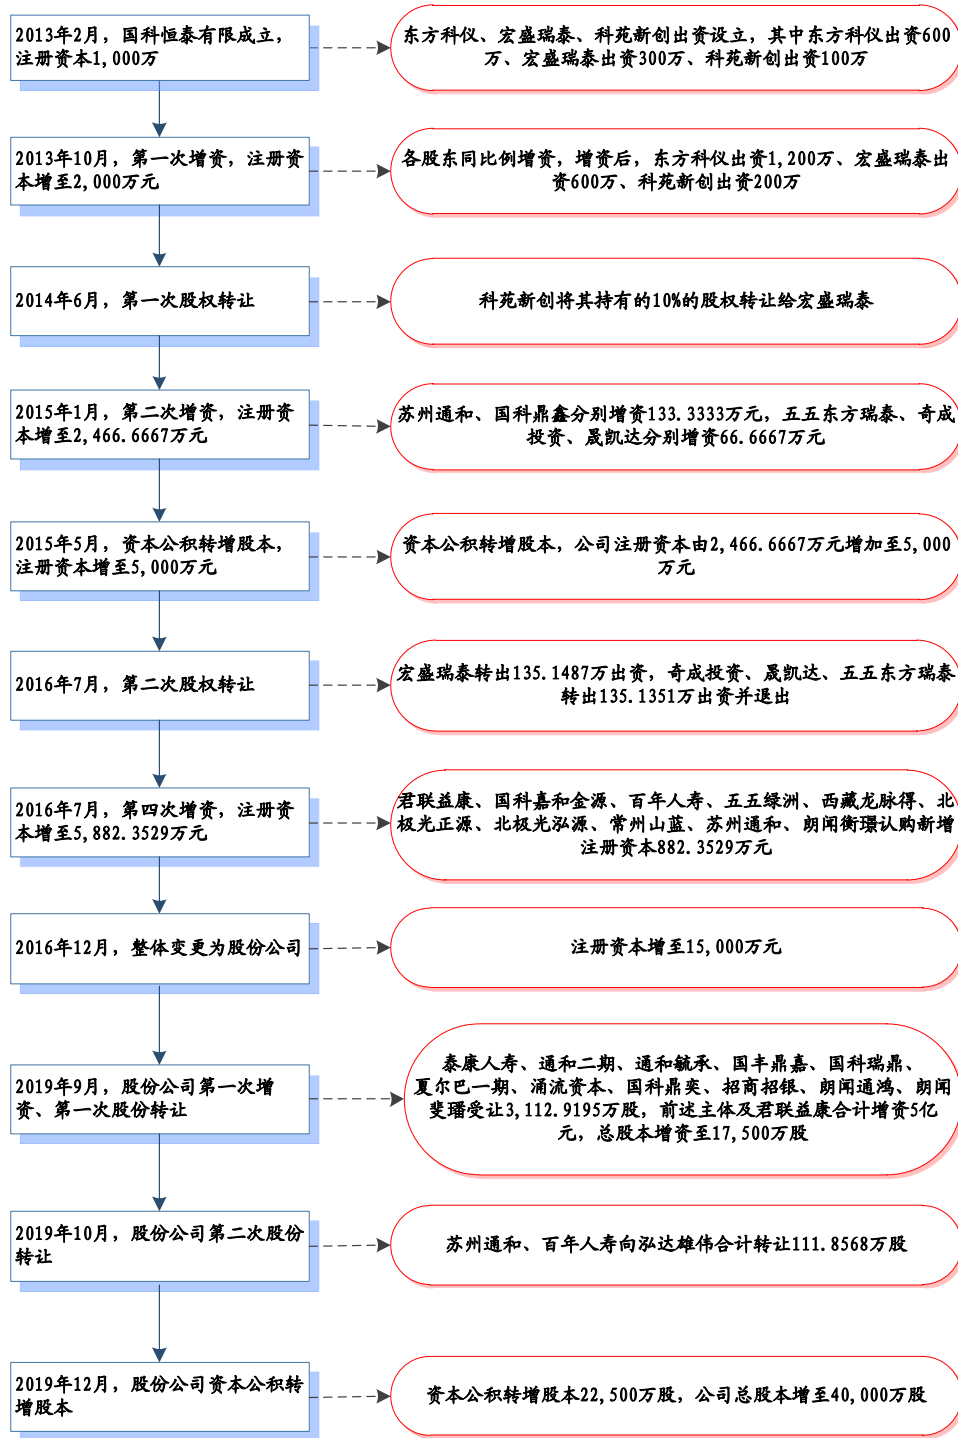 2013年2月，国科恒泰有限成立，
注册资本1,000万
东方科仪、宏盛瑞泰、科苑新创出资设立，其中东方科仪出资600
万、宏盛瑞泰出资300万、科苑新创出资100万
2013年10月，第一次增资，注册资
本增至2,000万元
各股东同比例增资，增资后，东方科仪出资1,200万、宏盛瑞泰出
资600万、科苑新创出资200万
2014年6月，第一次股权转让
科苑新创将其持有的10%的股权转让给宏盛瑞泰
2015年1月，第二次增资，注册资
本增至2,466.6667万元
苏州通和、国科鼎鑫分别增资133.3333万元，五五东方瑞泰、奇成
投资、晟凯达分别增资66.6667万元
2015年5月，资本公积转增股本，
注册资本增至5,000万元
资本公积转增股本，公司注册资本由2,466.6667万元增加至5,000
万元
2016年7月，第二次股权转让
宏盛瑞泰转出135.1487万出资，奇成投资、晟凯达、五五东方瑞泰
转出135.1351万出资并退出
2016年7月，第四次增资，注册资
本增至5,882.3529万元
君联益康、国科嘉和金源、百年人寿、五五绿洲、西藏龙脉得、北
极光正源、北极光泓源、常州山蓝、苏州通和、朗闻衡璟认购新增
注册资本882.3529万元
2016年12月，整体变更为股份公司
注册资本增至15,000万元
2019年9月，股份公司第一次增
资、第一次股份转让
泰康人寿、通和二期、通和毓承、国丰鼎嘉、国科瑞鼎、
夏尔巴一期、涌流资本、国科鼎奕、招商招银、朗闻通鸿、朗闻
斐璠受让3,112.9195万股，前述主体及君联益康合计增资5亿
元，总股本增资至17,500万股
2019年10月，股份公司第二次股份
转让
苏州通和、百年人寿向泓达雄伟合计转让111.8568万股
2019年12月，股份公司资本公积转
增股本
资本公积转增股本22,500万股，公司总股本增至40,000万股